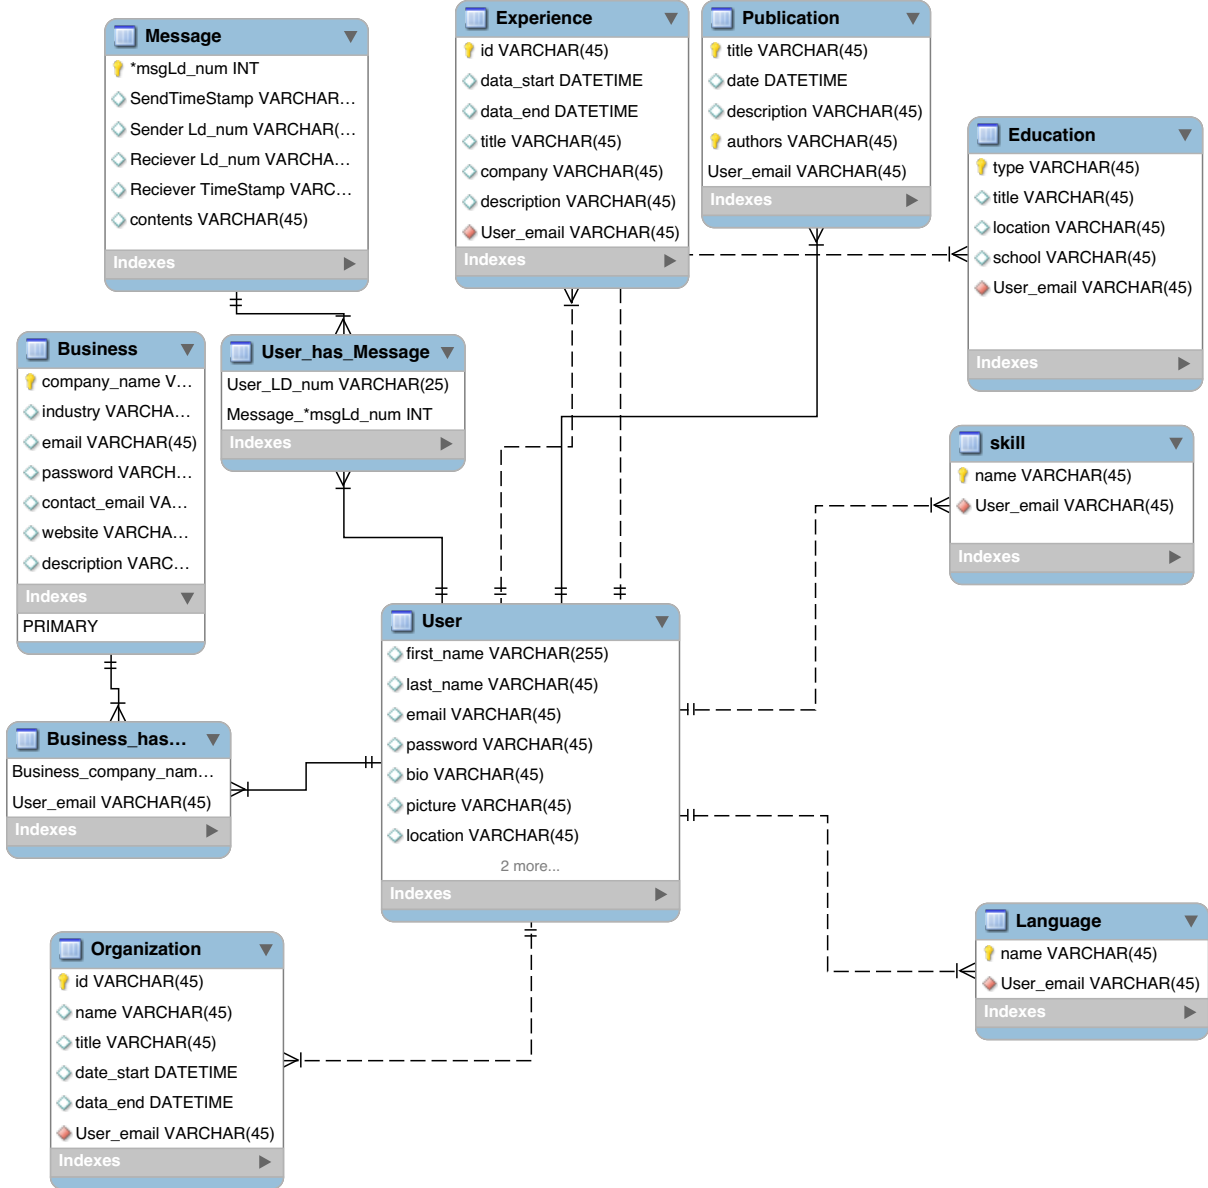 Message
*msgLd_num INT
SendTimeStamp VARCHAR...
Sender Ld_num VARCHAR(...
Reciever Ld_num VARCHA...
Reciever TimeStamp VARC...
contents VARCHAR(45)
Indexes
Experience
id VARCHAR(45)
data_start DATETIME
data_end DATETIME
title VARCHAR(45)
company VARCHAR(45)
description VARCHAR(45)
User_email VARCHAR(45)
Indexes
Publication
title VARCHAR(45)
date DATETIME
description VARCHAR(45)
authors VARCHAR(45)
User_email VARCHAR(45)
Indexes
Education
type VARCHAR(45)
title VARCHAR(45)
location VARCHAR(45)
school VARCHAR(45)
User_email VARCHAR(45)
Indexes
Business
company_name V...
industry VARCHA...
email VARCHAR(45)
password VARCH...
contact_email VA...
website VARCHA...
description VARC...
Indexes
PRIMARY
User_has_Message
User_LD_num VARCHAR(25)
Message_*msgLd_num INT
Indexes
skill
name VARCHAR(45)
User_email VARCHAR(45)
Indexes
User
first_name VARCHAR(255)
last_name VARCHAR(45)
email VARCHAR(45)
password VARCHAR(45)
bio VARCHAR(45)
picture VARCHAR(45)
location VARCHAR(45)
2 more...
Indexes
Business_has...
Business_company_nam...
User_email VARCHAR(45)
Indexes
Organization
id VARCHAR(45)
name VARCHAR(45)
title VARCHAR(45)
date_start DATETIME
data_end DATETIME
User_email VARCHAR(45)
Indexes
Language
name VARCHAR(45)
User_email VARCHAR(45)
Indexes